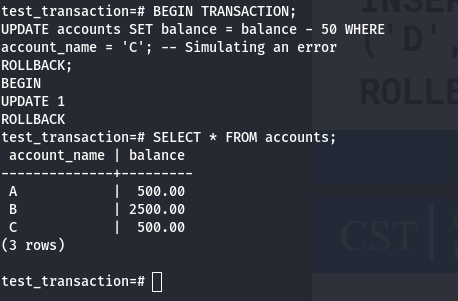 test_transaction=# BEGIN TRANSACTION;
UPDATE accounts SET balance = balance - 50 WHERE
account_name = 'C'; -- Simulating an error
ROLLBACK;
BEGIN
UPDATE 1
ROLLBACK
test_transaction=# SELECT * FROM accounts;
 account_name | balance
--------------+---------
 A            |  500.00
 B            | 2500.00
 C            |  500.00
(3 rows)
test_transaction=#
INSER
('D',
ROLLB
CST